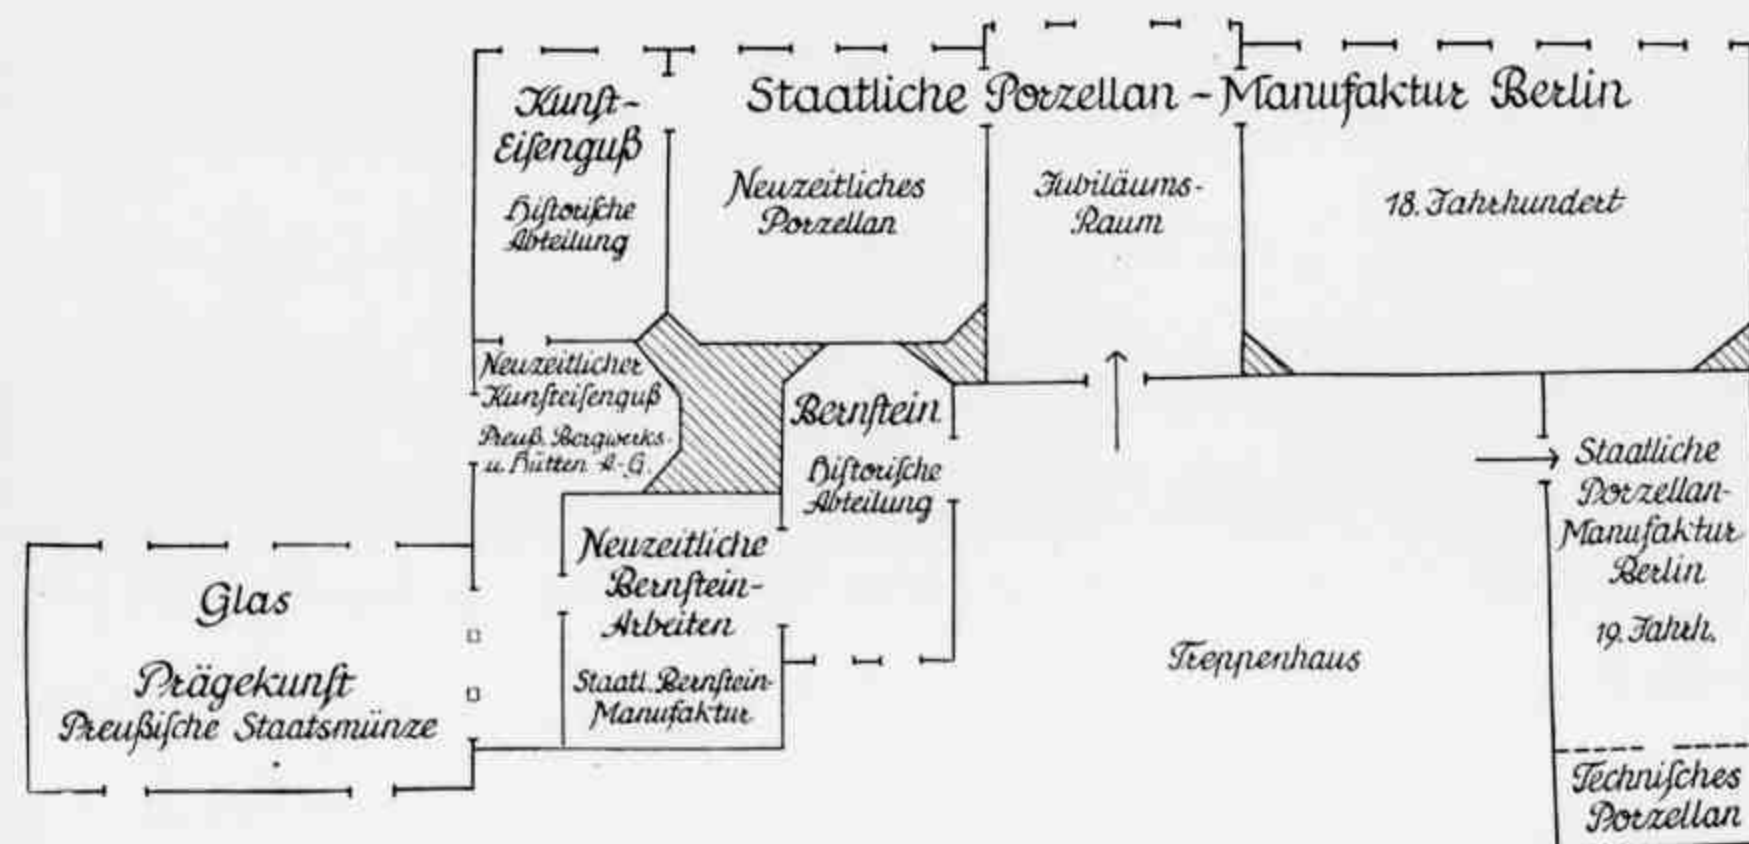 Kunſt-
Eiſenguß
Hiſtoriſche
Abteilung
Staatliche Porzellan-Manufaktur Berlin
Neuzeitliches
Porzellan
Jubiläums-
Raum
18. Jahrhundert
Neuzeitlicher
Kunſteiſenguß
Preuß. Bergwerks-
u. Hütten A-G.
Bernſtein
Hiſtoriſche
Abteilung
Neuzeitliche
Bernſtein-
Arbeiten
Staatl. Bernſtein-
Manufaktur
Glas
Prägekunſt
Preußiſche Staatsmünze
Treppenhaus
Staatliche
Porzellan-
Manufaktur
Berlin
19. Jahrh.
Techniſches
Porzellan